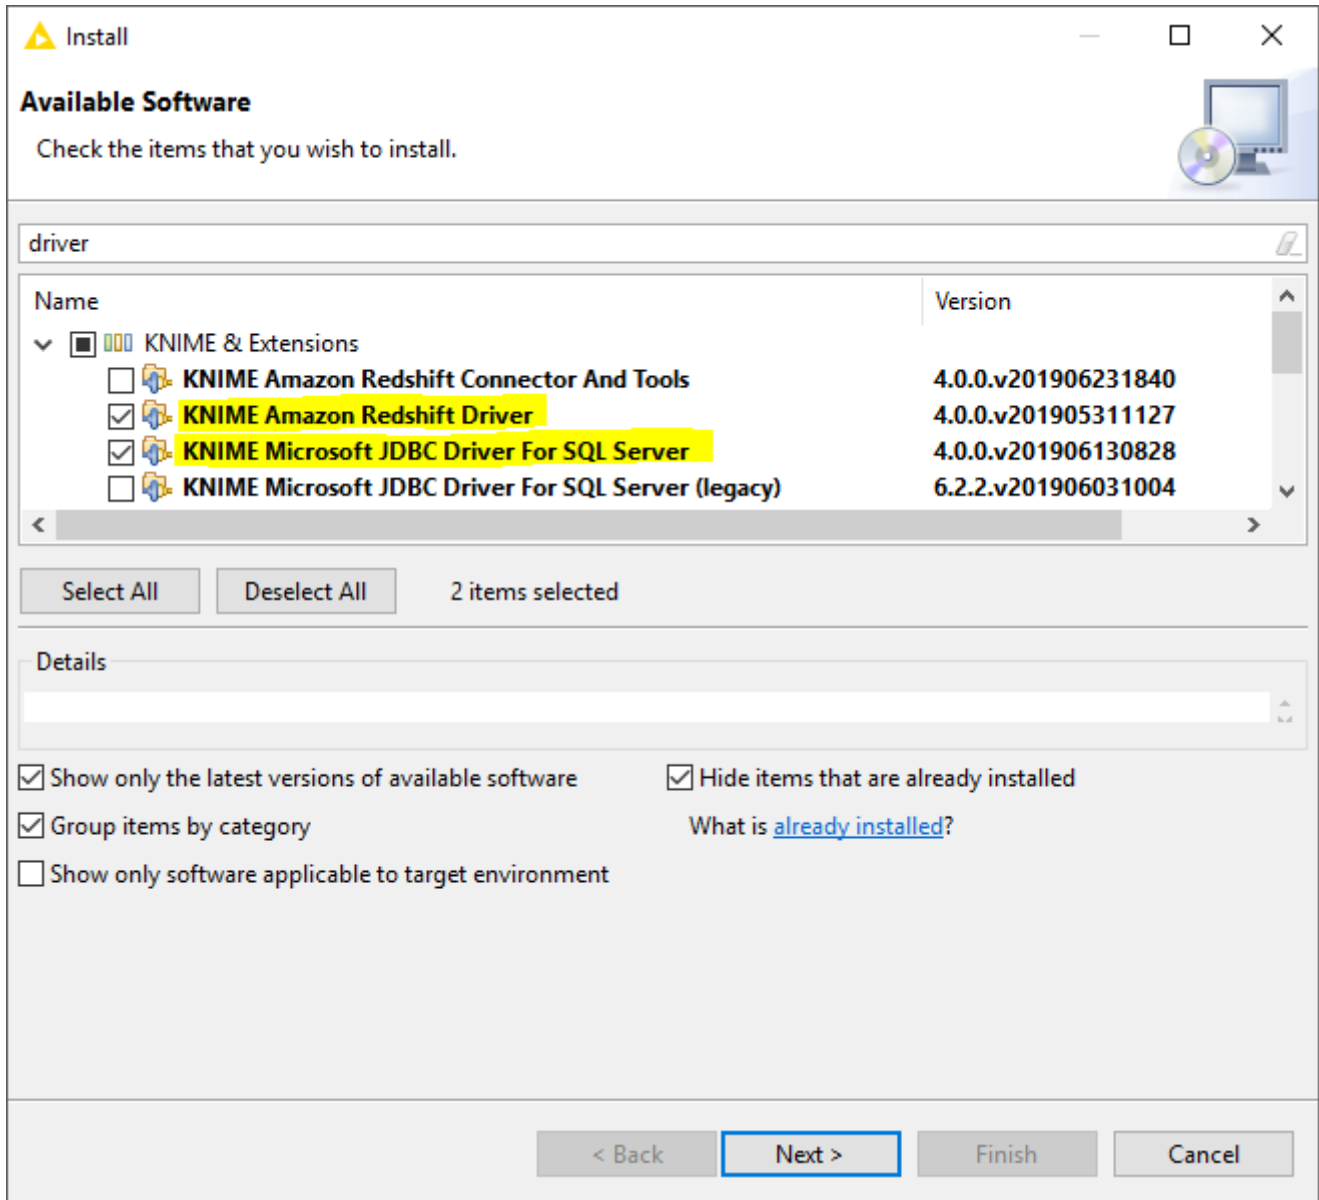 Install
Available Software
Check the items that you wish to install.
driver
Name Version
KNIME & Extensions
KNIME Amazon Redshift Connector And Tools 4.0.0.v201906231840
KNIME Amazon Redshift Driver 4.0.0.v201905311127
KNIME Microsoft JDBC Driver For SQL Server 4.0.0.v201906130828
KNIME Microsoft JDBC Driver For SQL Server (legacy) 6.2.2.v201906031004
Select All Deselect All 2 items selected
Details
Show only the latest versions of available software Hide items that are already installed
Group items by category What is already installed?
Show only software applicable to target environment
< Back Next > Finish Cancel